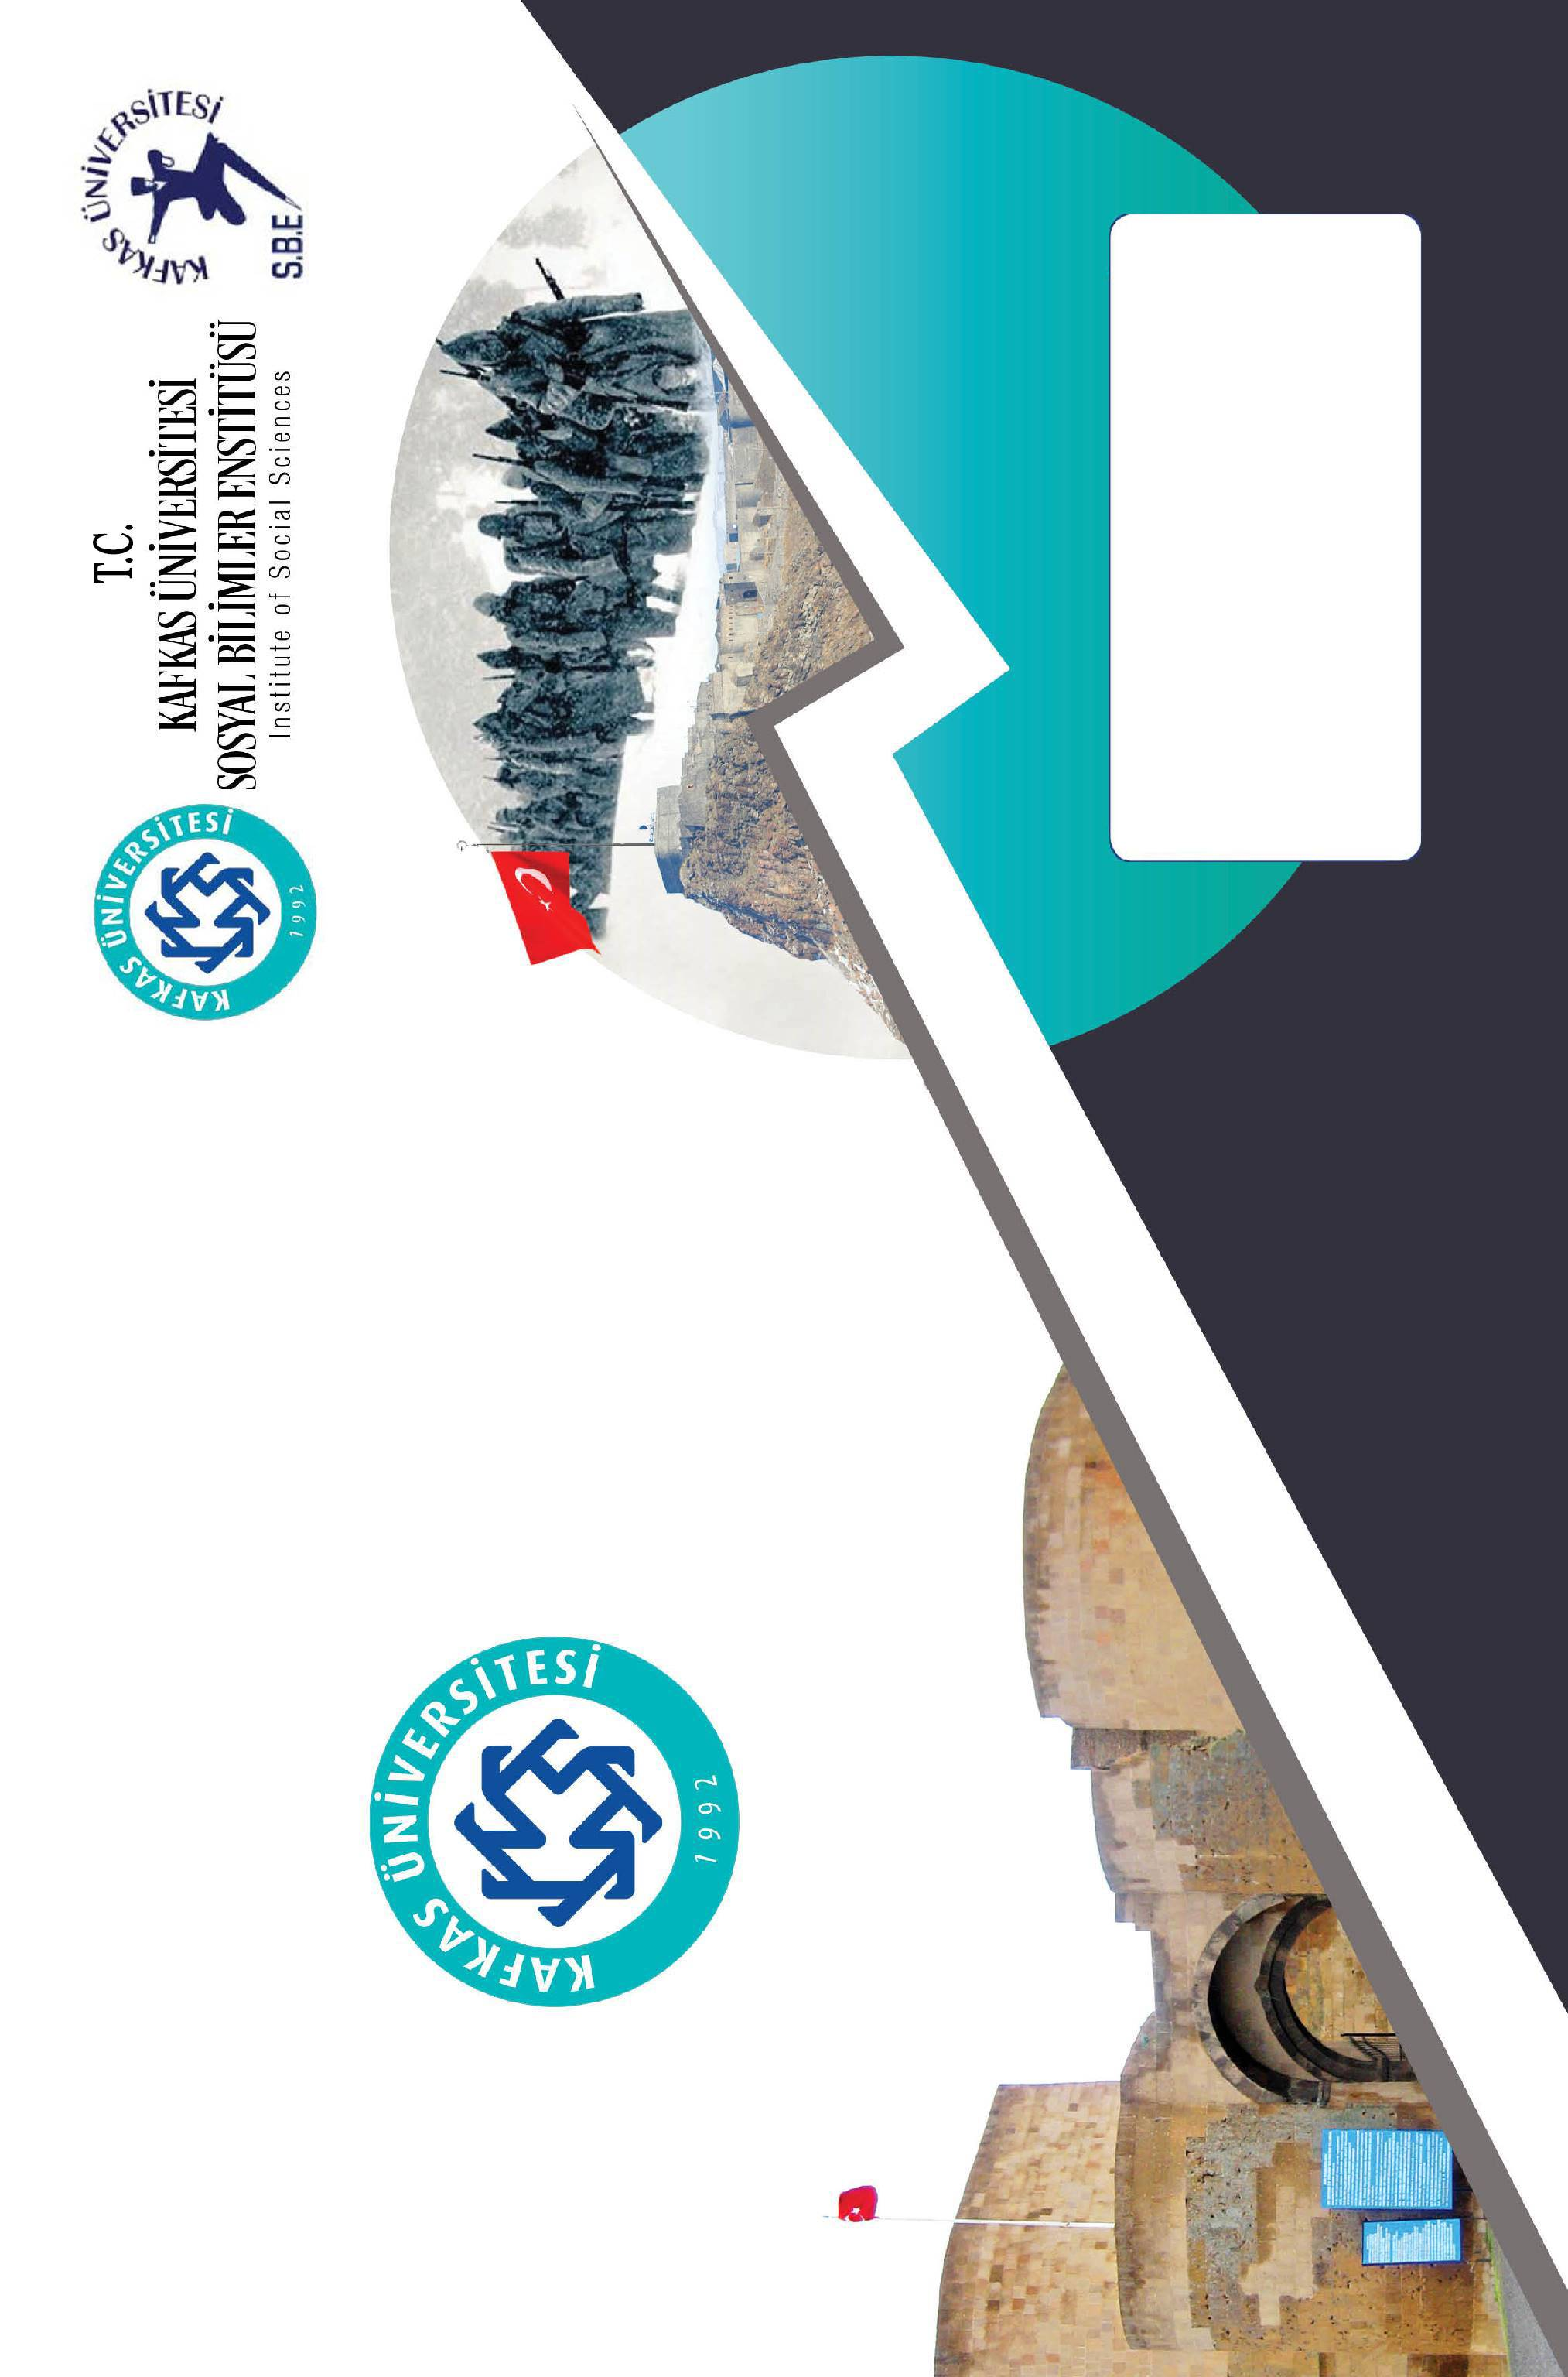 KAFKAS ÜNİVERSİTESİ
1992
T.C.
KAFKAS ÜNİVERSİTESİ
SOSYAL BİLİMLER ENSTİTÜSÜ
Institute of Social Sciences
KAFKAS ÜNİVERSİTESİ
S.B.E
KAFKAS ÜNİVERSİTESİ
1992